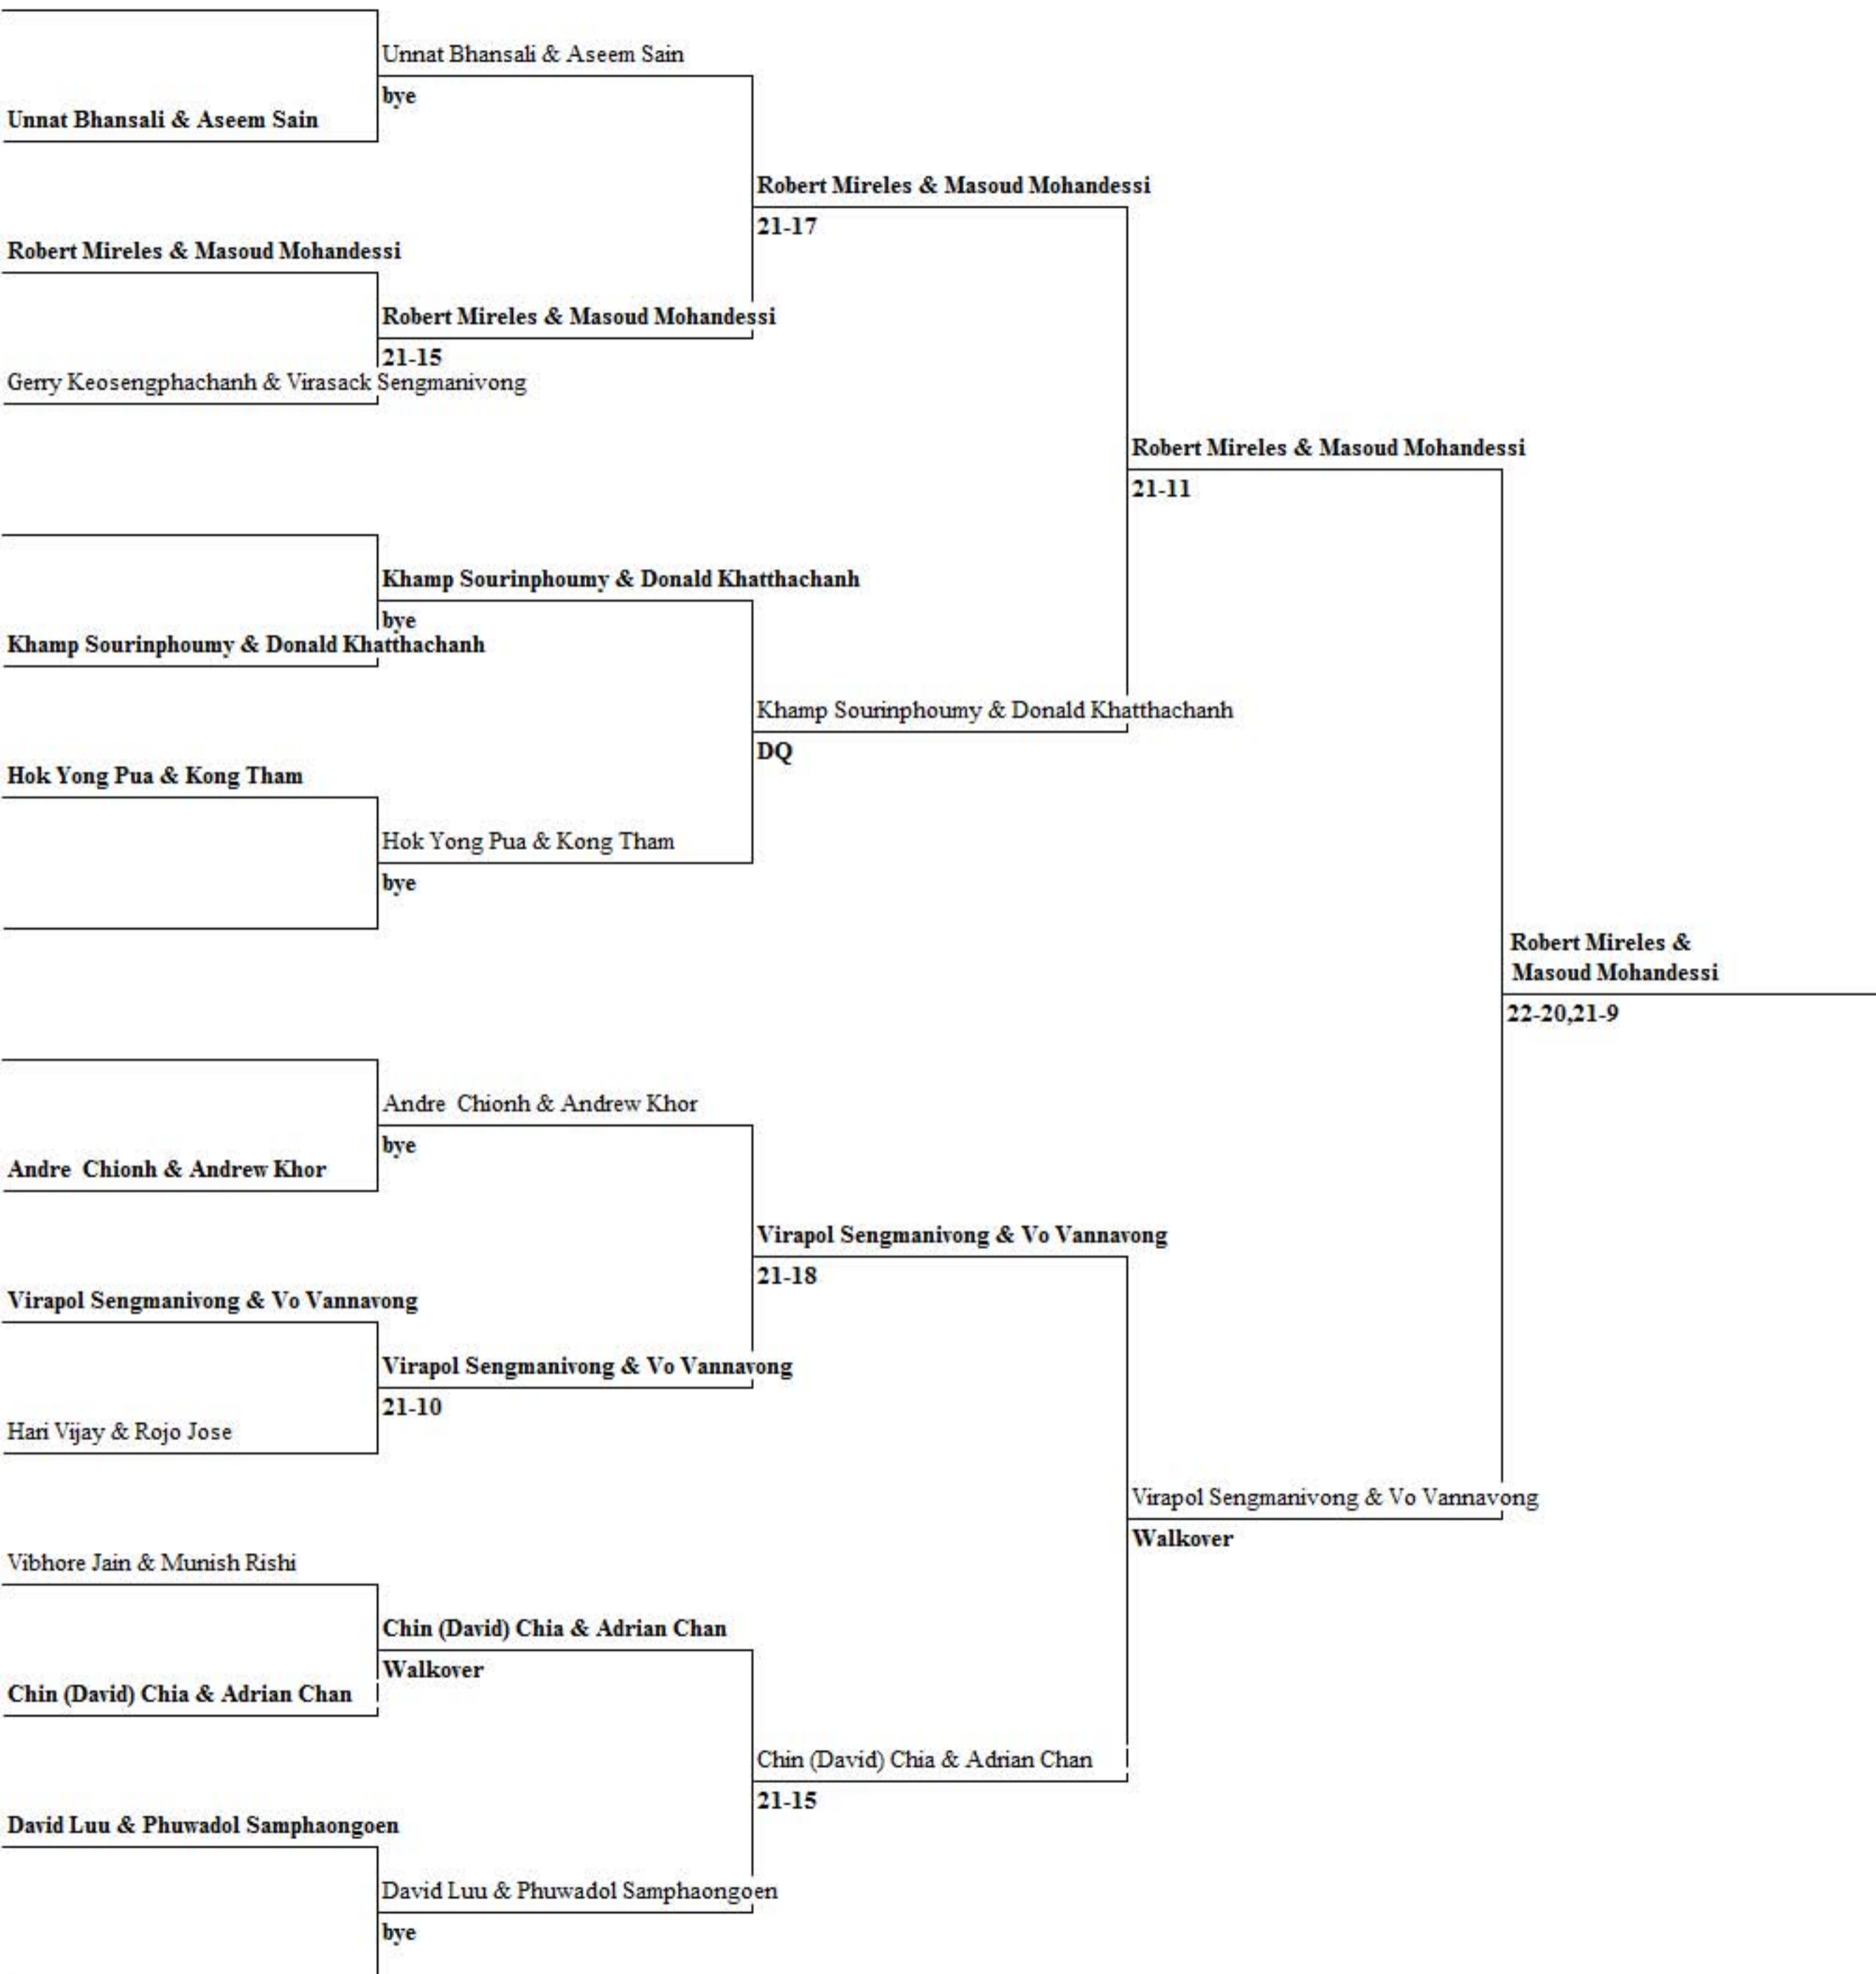 Unnat Bhansali & Aseem Sain
bye
Unnat Bhansali & Aseem Sain
Robert Mireles & Masoud Mohandessi
21-17
Robert Mireles & Masoud Mohandessi
Robert Mireles & Masoud Mohandessi
21-15
Gerry Keosengphachanh & Virasack Sengmanivong
Robert Mireles & Masoud Mohandessi
21-11
Khamp Sourinphoumy & Donald Khatthachanh
bye
Khamp Sourinphoumy & Donald Khatthachanh
Khamp Sourinphoumy & Donald Khatthachanh
DQ
Hok Yong Pua & Kong Tham
Hok Yong Pua & Kong Tham
bye
Robert Mireles &
Masoud Mohandessi
22-20,21-9
Andre  Chionh & Andrew Khor
bye
Andre  Chionh & Andrew Khor
Virapol Sengmanivong & Vo Vannavong
21-18
Virapol Sengmanivong & Vo Vannavong
Virapol Sengmanivong & Vo Vannavong
21-10
Hari Vijay & Rojo Jose
Virapol Sengmanivong & Vo Vannavong
Walkover
Vibhore Jain & Munish Rishi
Chin (David) Chia & Adrian Chan
Walkover
Chin (David) Chia & Adrian Chan
Chin (David) Chia & Adrian Chan
21-15
David Luu & Phuwadol Samphaongoen
David Luu & Phuwadol Samphaongoen
bye